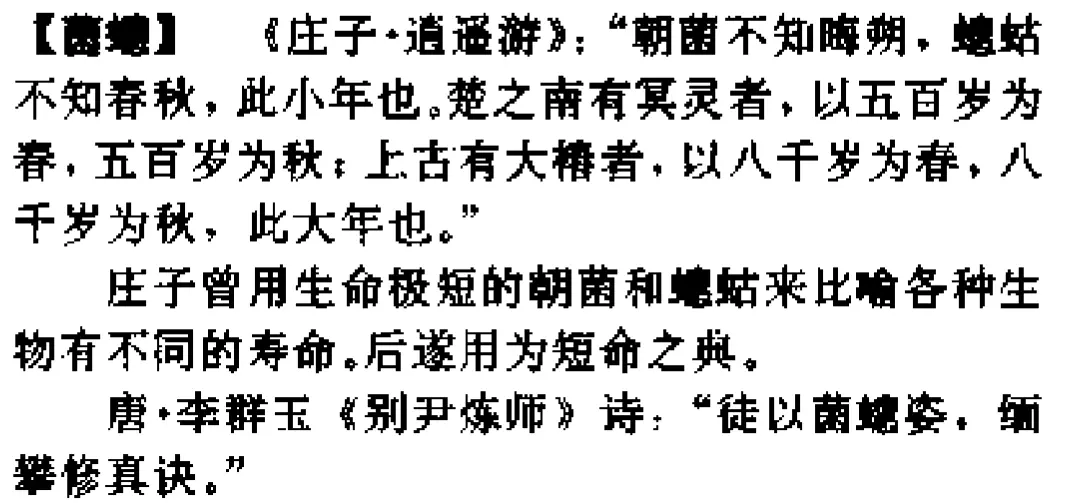 【菌蟪】 《庄子·逍遥游》：“朝菌不知晦朔，蟪蛄
不知春秋，此小年也。楚之南有冥灵者，以五百岁为
春，五百岁为秋；上古有大椿者，以八千岁为春，八
千岁为秋，此大年也。”
庄子曾用生命极短的朝菌和蟪蛄来比喻各种生
物有不同的寿命。后遂用为短命之典。
唐·李群玉《别尹炼师》诗：“徒以菌蟪姿，缅
攀修真诀。”